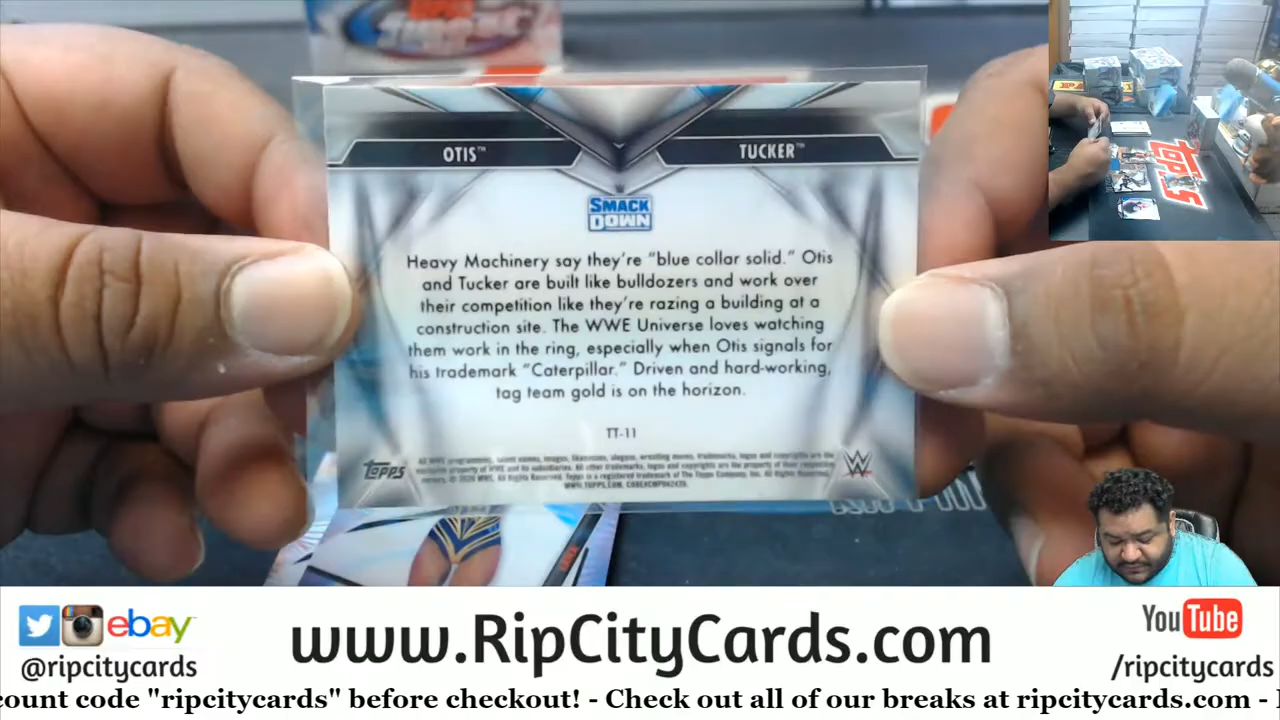 OTIS™
TUCKER™
SMACK
DOWN
Heavy Machinery say they're "blue collar solid." Otis
and Tucker are built like bulldozers and work over
their competition like they're razing a building at a
construction site. The WWE Universe loves watching
them work in the ring, especially when Otis signals for
his trademark "Caterpillar." Driven and hard-working,
tag team gold is on the horizon.
TT-11
TOPPS
W
TOPPS
ebay
@ripcitycards
www.RipCityCards.com
YouTube
/ripcitycards
count code "ripcitycards" before checkout! - Check out all of our breaks at ripcitycards.com -